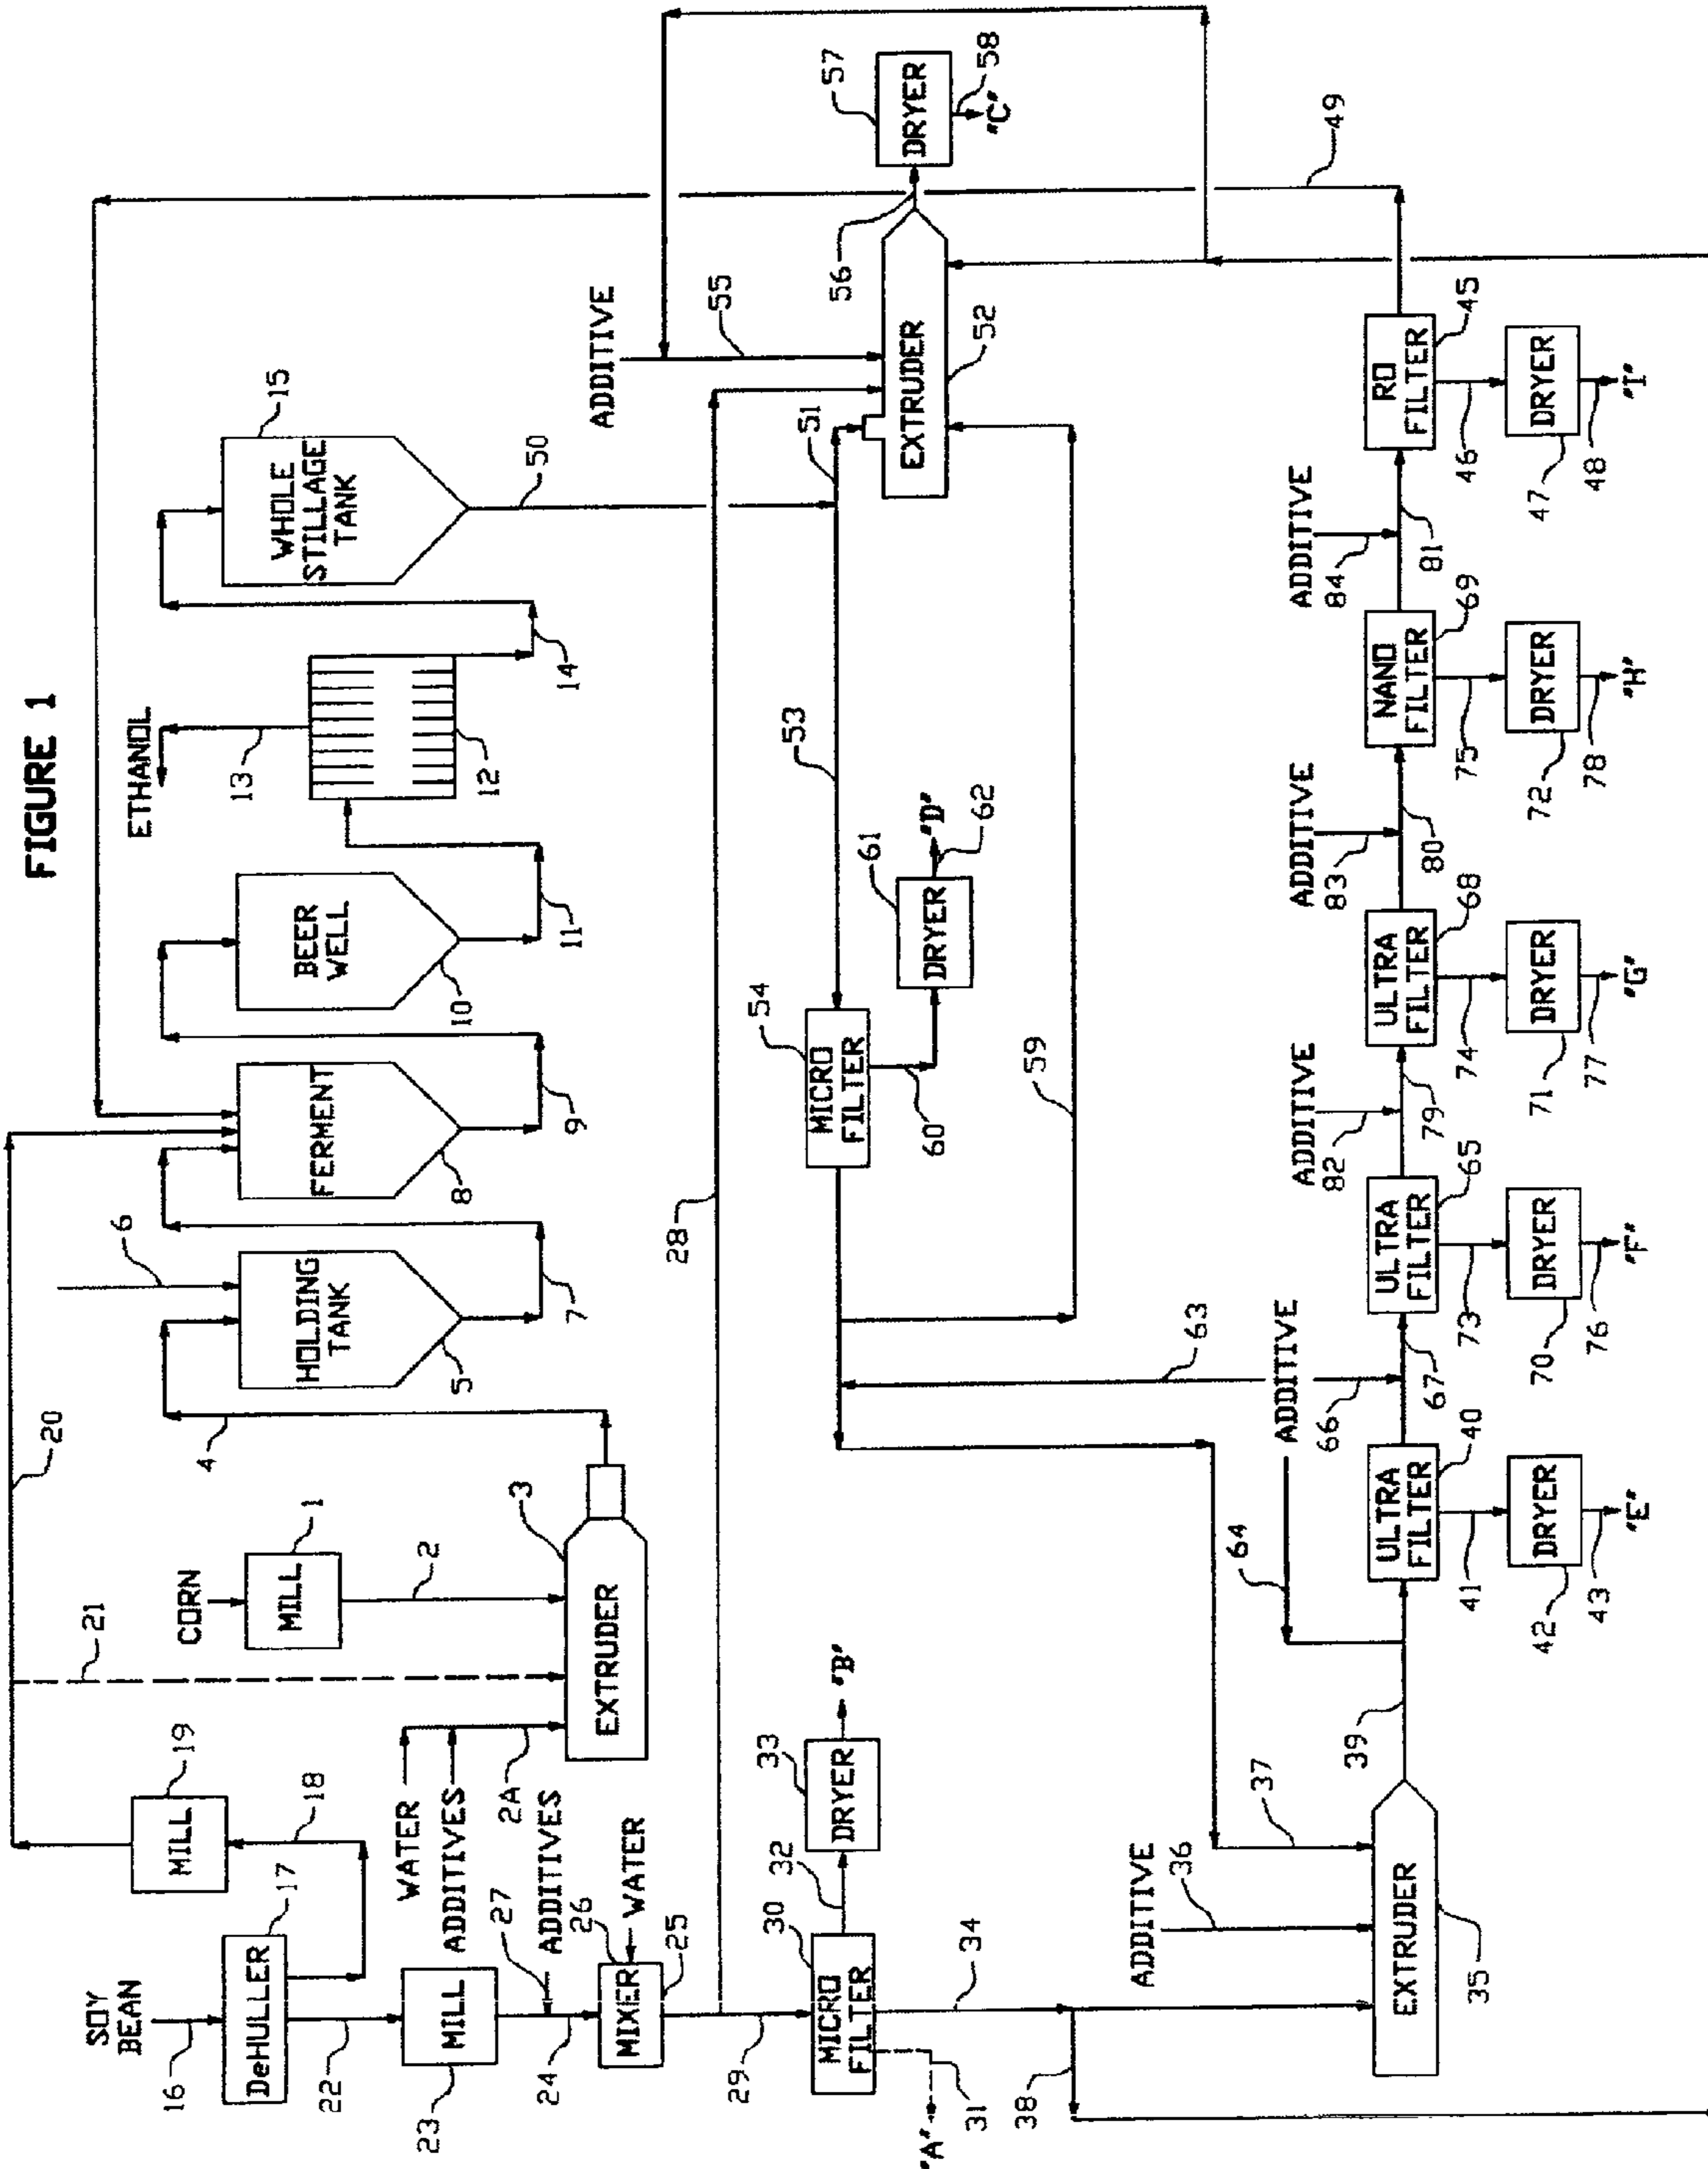 FIGURE 1
SOY
BEAN
16
DeHULLER
17
18
MILL
19
20
21
22
MILL
23
24
27
ADDITIVES
MIXER
26
WATER
25
28
29
CORN
MILL
1
2
WATER
ADDITIVES
2A
EXTRUDER
3
4
HOLDING
TANK
5
6
7
FERMENT
8
9
BEER
WELL
10
11
ETHANOL
13
12
14
WHOLE
STILLAGE
TANK
15
50
51
ADDITIVE
55
EXTRUDER
52
56
DRYER
57
58
"C"
49
53
MICRO
FILTER
54
60
DRYER
61
62
"D"
59
63
MICRO
FILTER
30
31
"A"
32
DRYER
33
"B"
34
38
ADDITIVE
36
37
EXTRUDER
35
39
64
ADDITIVE
66
67
ULTRA
FILTER
40
41
DRYER
42
43
"E"
ULTRA
FILTER
65
73
DRYER
70
76
"F"
ADDITIVE
82
79
ULTRA
FILTER
68
74
DRYER
71
77
"G"
ADDITIVE
83
80
NANO
FILTER
69
75
DRYER
72
78
"H"
ADDITIVE
84
81
RO
FILTER
45
46
DRYER
47
48
"I"